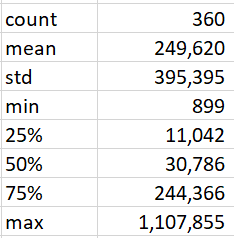 count 360
mean 249,620
std 395,395
min 899
25% 11,042
50% 30,786
75% 244,366
max 1,107,855